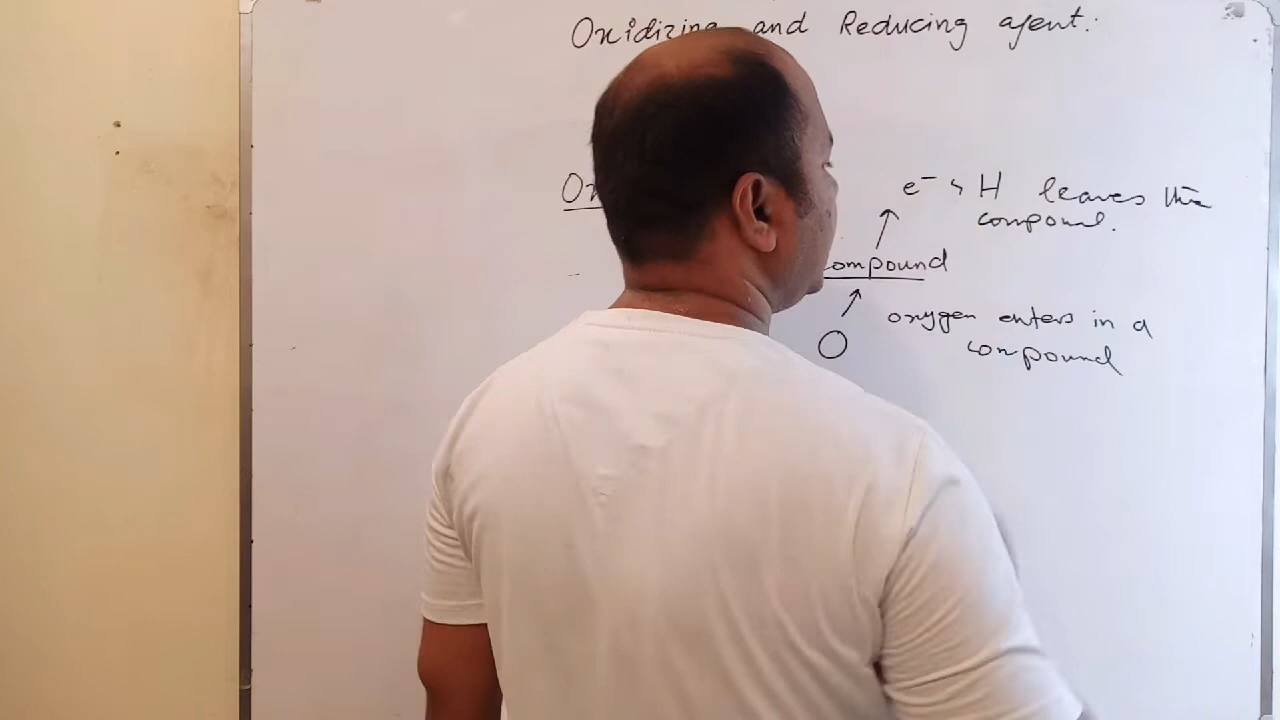 Oxidizing and Reducing agent:
e⁻ , H leaves the
compound.
compound
oxygen enters in a
compound
O